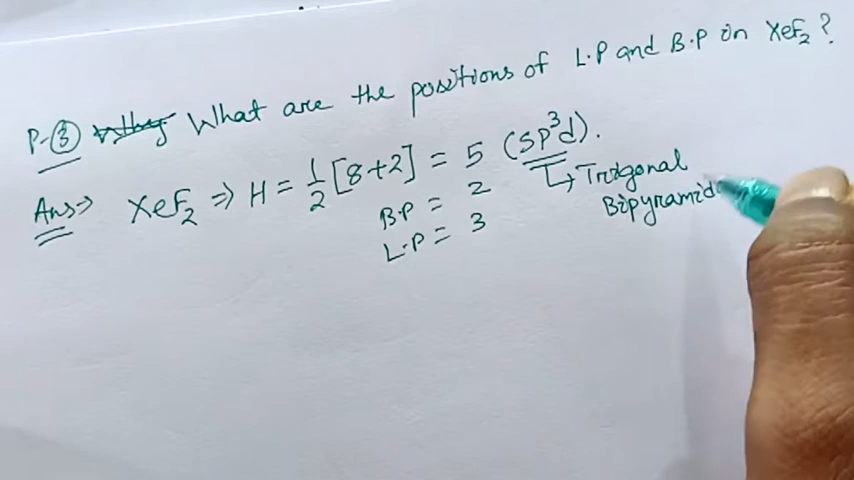 P-③ What are the positions of L.P and B.P in XeF₂?
Ans→ XeF₂ ⇒ H = 1/2 [8+2] = 5 (SP³d).
↳ Trigonal
Bipyramid
B.P = 2
L.P = 3